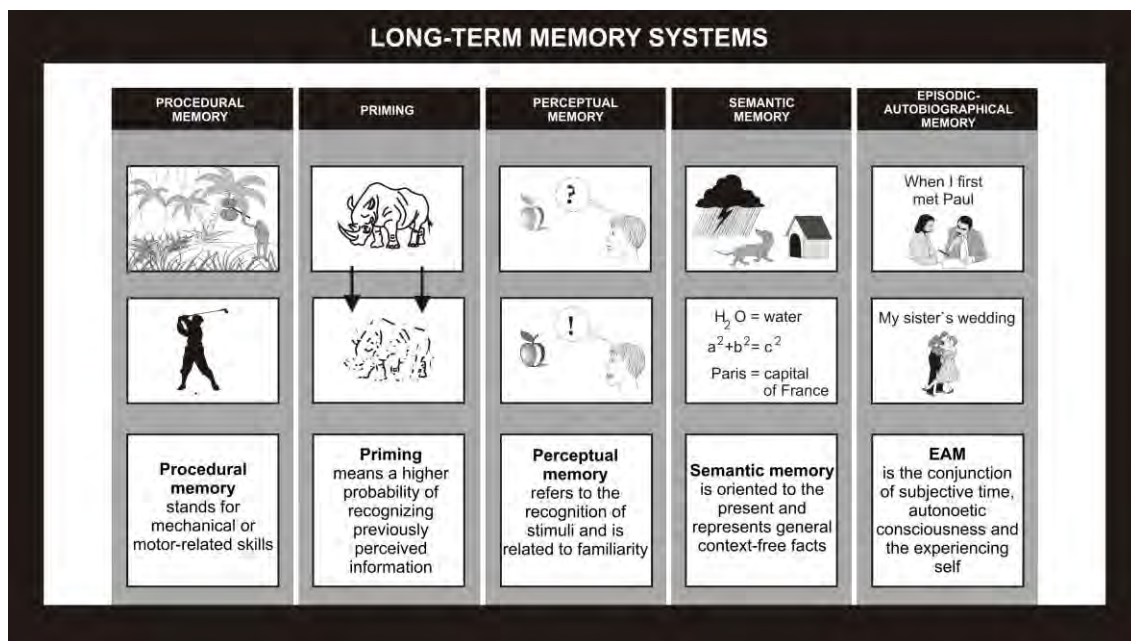 LONG-TERM MEMORY SYSTEMS
PROCEDURAL
MEMORY
Procedural
memory
stands for
mechanical or
motor-related skills
PRIMING
Priming
means a higher
probability of
recognizing
previously
perceived
information
PERCEPTUAL
MEMORY
?
!
Perceptual
memory
refers to the
recognition of
stimuli and is
related to familiarity
SEMANTIC
MEMORY
H₂O = water
a²+b²= c²
Paris = capital
of France
Semantic memory
is oriented to the
present and
represents general
context-free facts
EPISODIC-
AUTOBIOGRAPHICAL
MEMORY
When I first
met Paul
My sister´s wedding
EAM
is the conjunction
of subjective time,
autonoetic
consciousness and
the experiencing
self